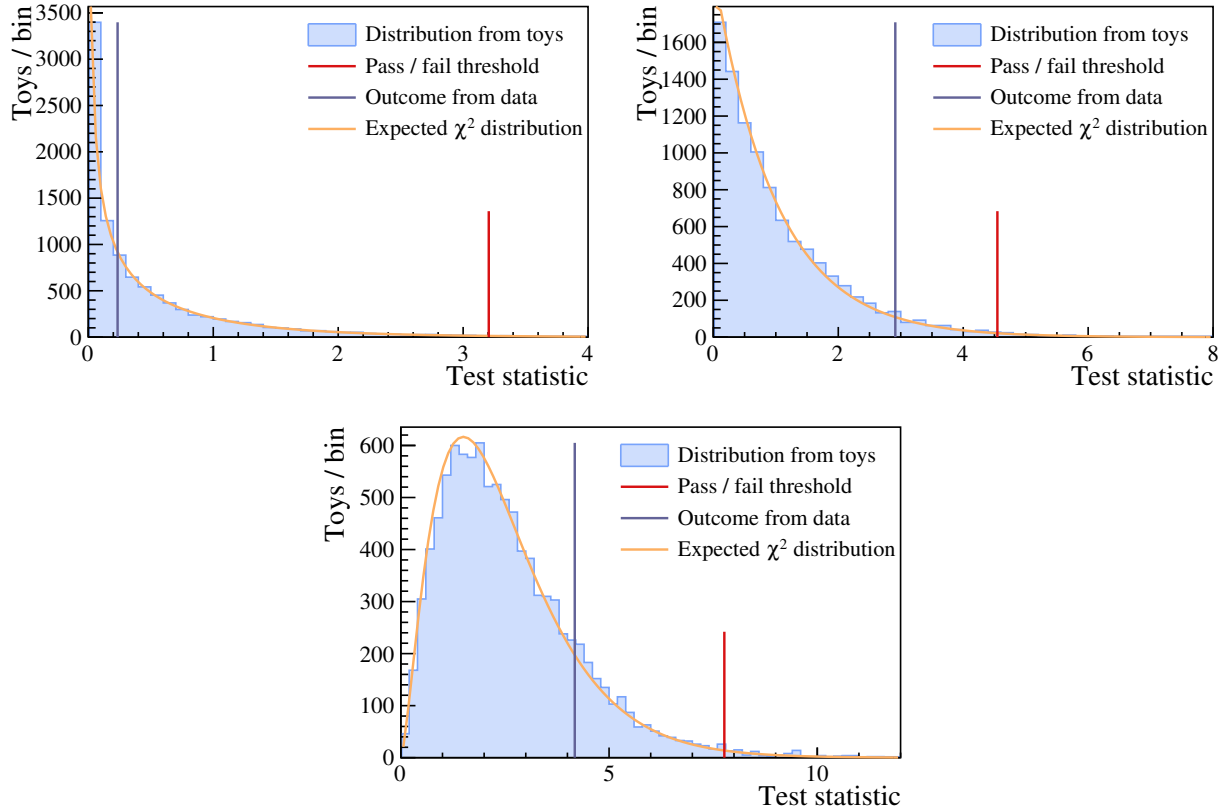 Toys / bin
3500
3000
2500
2000
1500
1000
500
0
Distribution from toys
Pass / fail threshold
Outcome from data
Expected χ² distribution
0 1 2 3 4
Test statistic
Toys / bin
1600
1400
1200
1000
800
600
400
200
0
Distribution from toys
Pass / fail threshold
Outcome from data
Expected χ² distribution
0 2 4 6 8
Test statistic
Toys / bin
600
500
400
300
200
100
0
Distribution from toys
Pass / fail threshold
Outcome from data
Expected χ² distribution
0 5 10
Test statistic